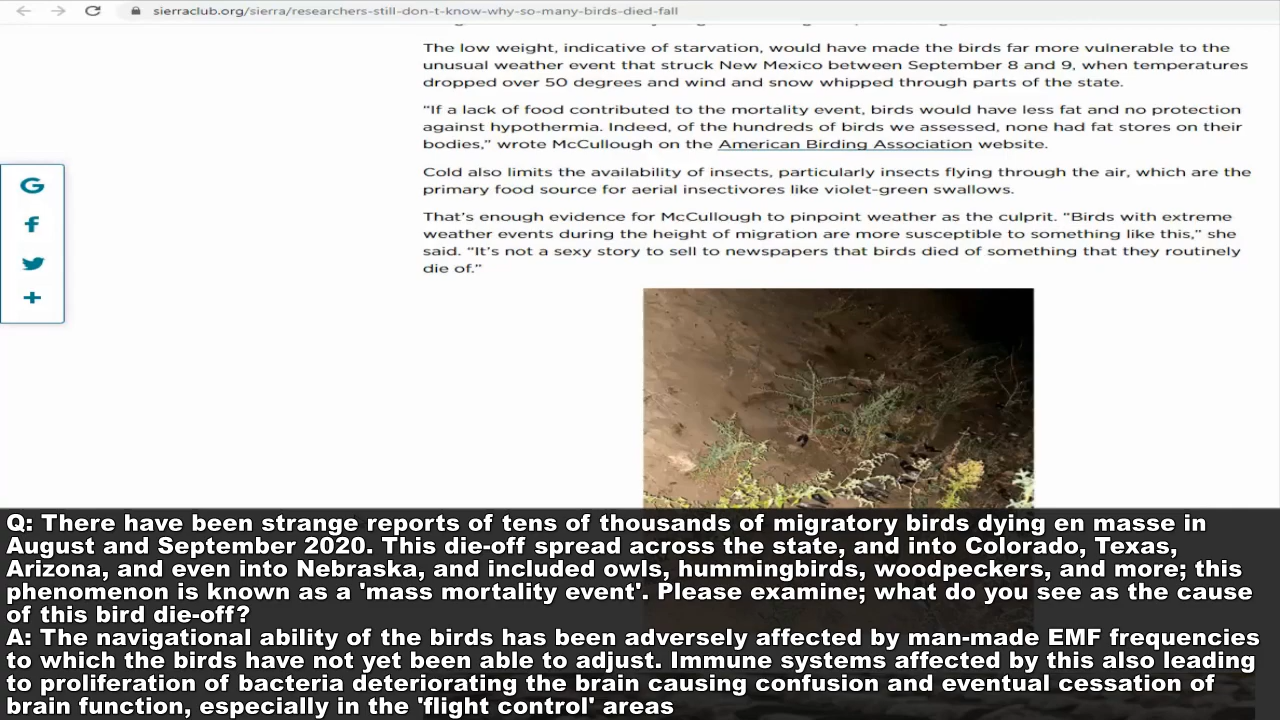 sierraclub.org/sierra/researchers-still-don-t-know-why-so-many-birds-died-fall
The low weight, indicative of starvation, would have made the birds far more vulnerable to the
unusual weather event that struck New Mexico between September 8 and 9, when temperatures
dropped over 50 degrees and wind and snow whipped through parts of the state.
“If a lack of food contributed to the mortality event, birds would have less fat and no protection
against hypothermia. Indeed, of the hundreds of birds we assessed, none had fat stores on their
bodies,” wrote McCullough on the American Birding Association website.
Cold also limits the availability of insects, particularly insects flying through the air, which are the
primary food source for aerial insectivores like violet-green swallows.
That’s enough evidence for McCullough to pinpoint weather as the culprit. “Birds with extreme
weather events during the height of migration are more susceptible to something like this,” she
said. “It’s not a sexy story to sell to newspapers that birds died of something that they routinely
die of.”
Q: There have been strange reports of tens of thousands of migratory birds dying en masse in
August and September 2020. This die-off spread across the state, and into Colorado, Texas,
Arizona, and even into Nebraska, and included owls, hummingbirds, woodpeckers, and more; this
phenomenon is known as a 'mass mortality event'. Please examine; what do you see as the cause
of this bird die-off?
A: The navigational ability of the birds has been adversely affected by man-made EMF frequencies
to which the birds have not yet been able to adjust. Immune systems affected by this also leading
to proliferation of bacteria deteriorating the brain causing confusion and eventual cessation of
brain function, especially in the 'flight control' areas